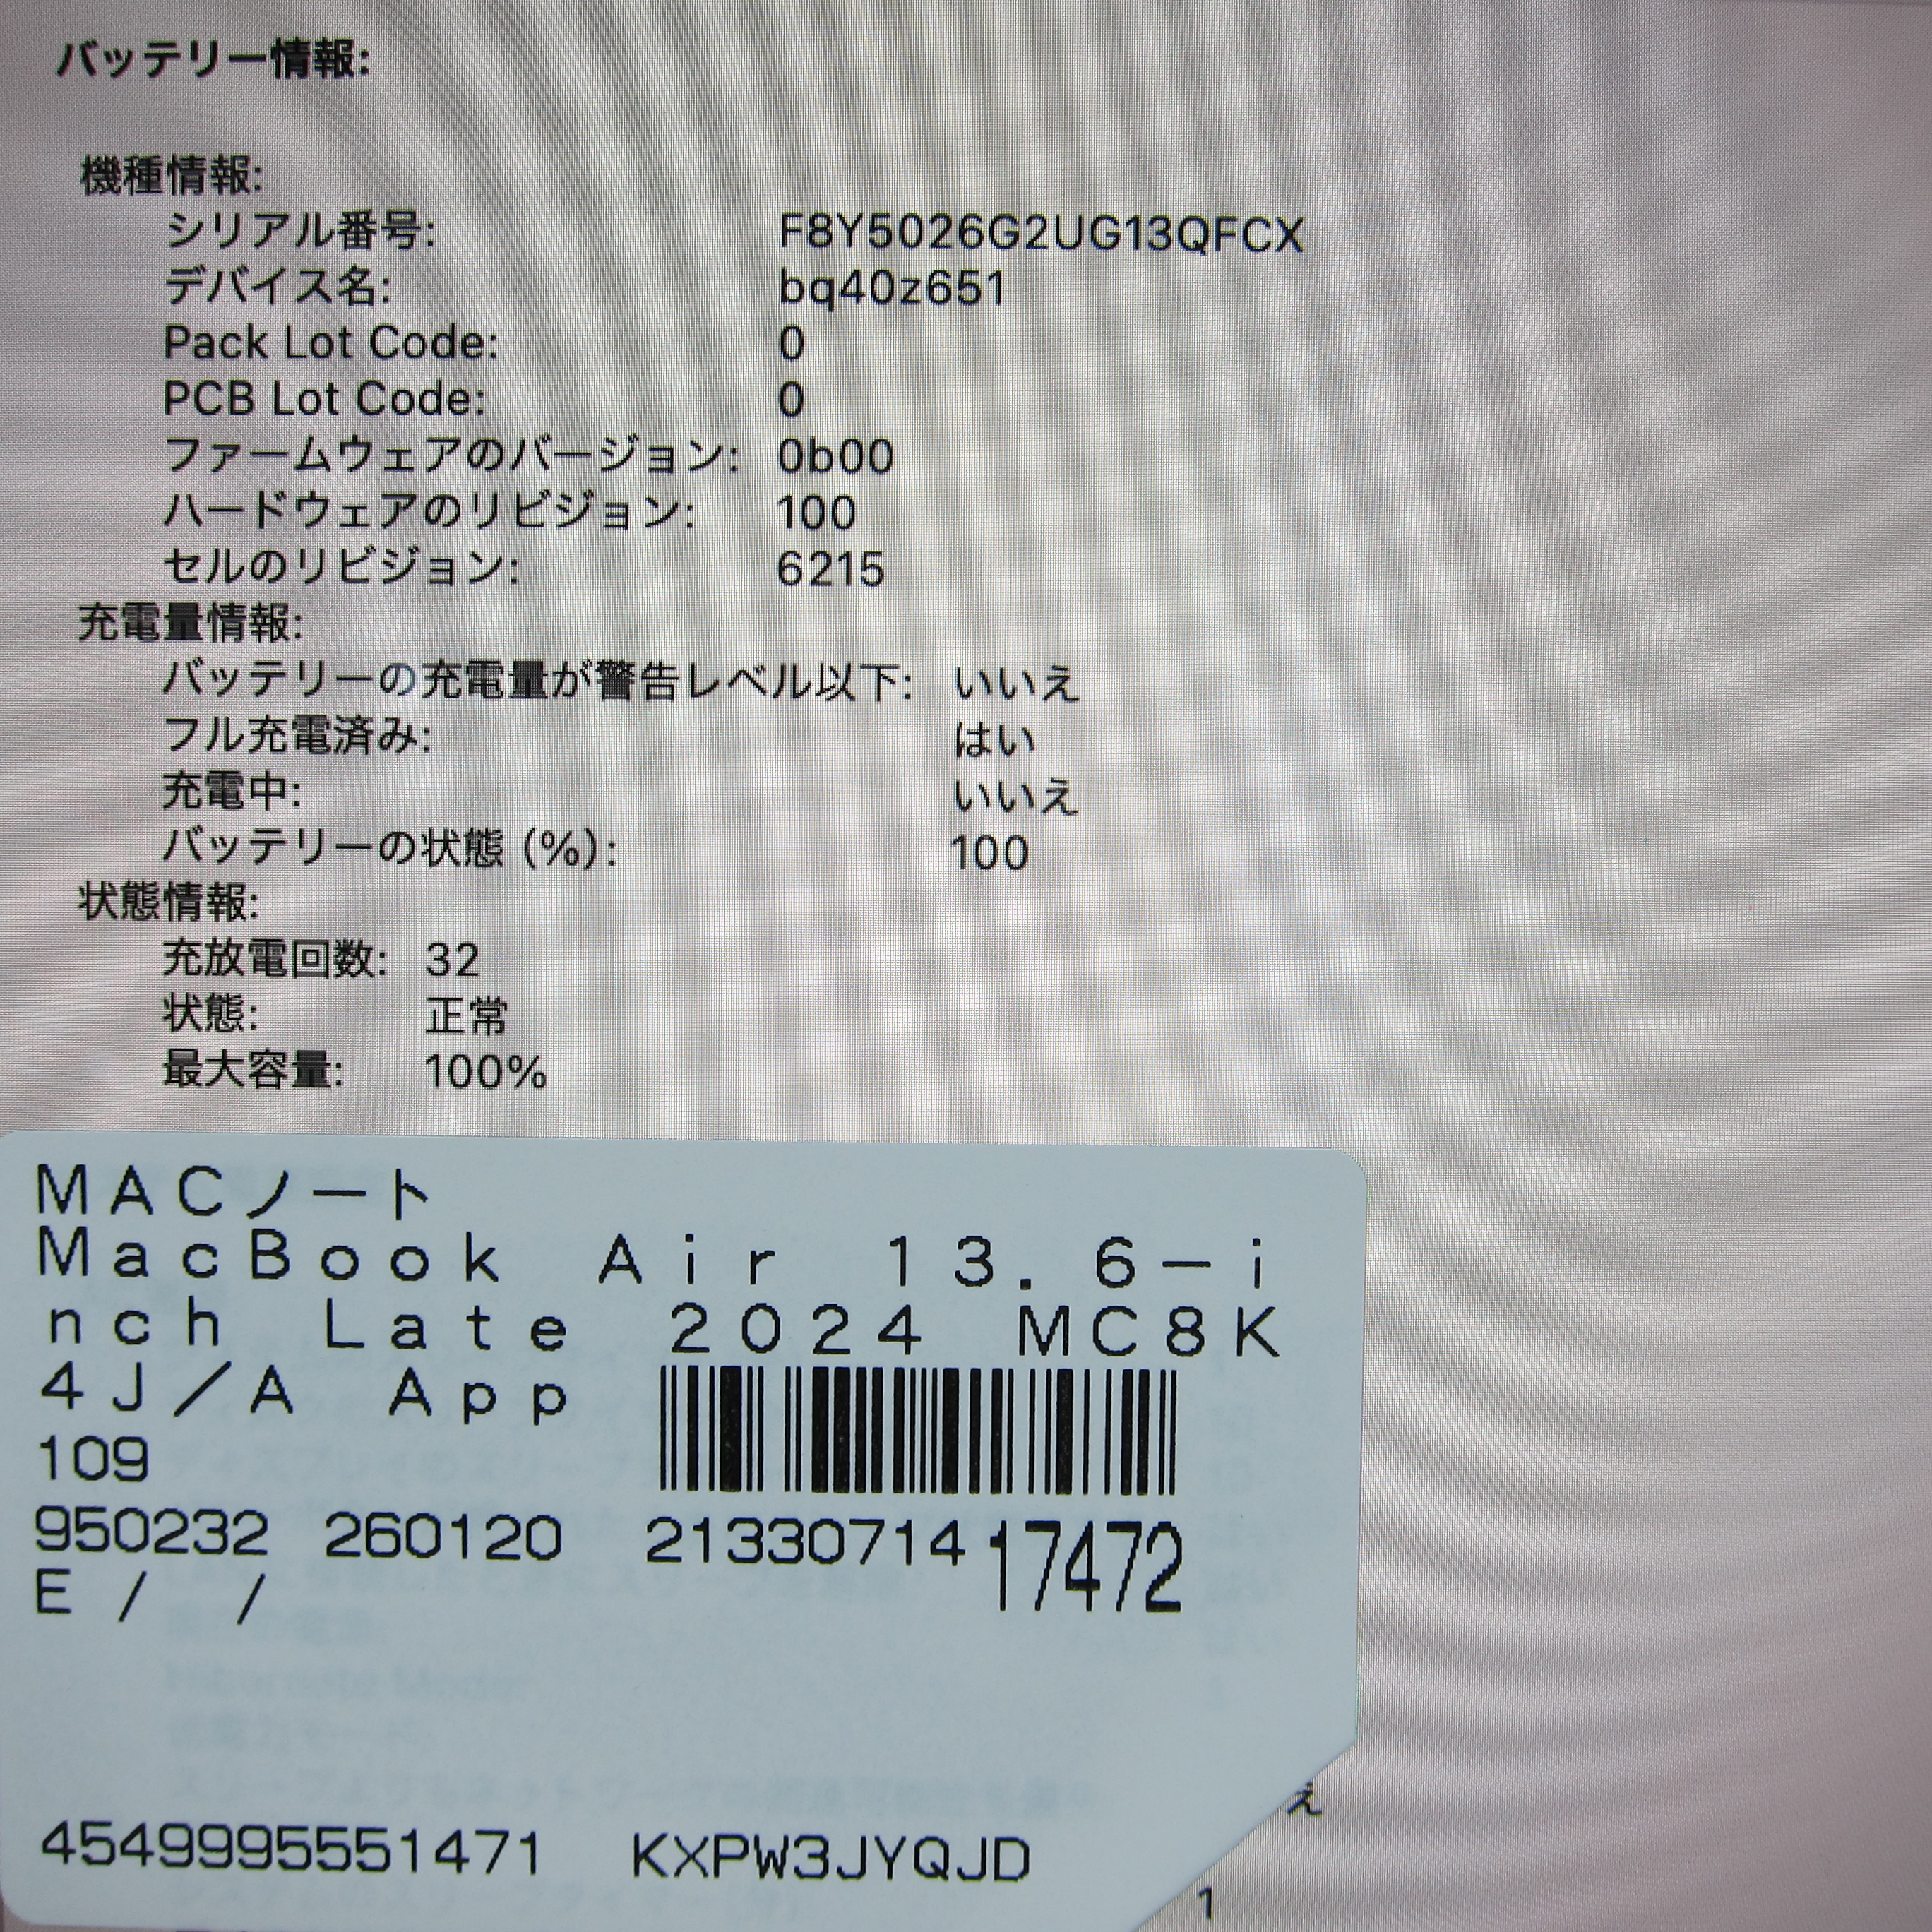 バッテリー情報:
機種情報:
シリアル番号: F8Y5026G2UG13QFCX
デバイス名: bq40z651
Pack Lot Code: 0
PCB Lot Code: 0
ファームウェアのバージョン: 0b00
ハードウェアのリビジョン: 100
セルのリビジョン: 6215
充電量情報:
バッテリーの充電量が警告レベル以下: いいえ
フル充電済み: はい
充電中: いいえ
バッテリーの状態 (%): 100
状態情報:
充放電回数: 32
状態: 正常
最大容量: 100%
MACノート
MacBook Air 13.6-i
nch Late 2024 MC8K
4J/A App
109
950232 260120 21330714 17472
E / /
え
4549995551471 KXPW3JYQJD
1